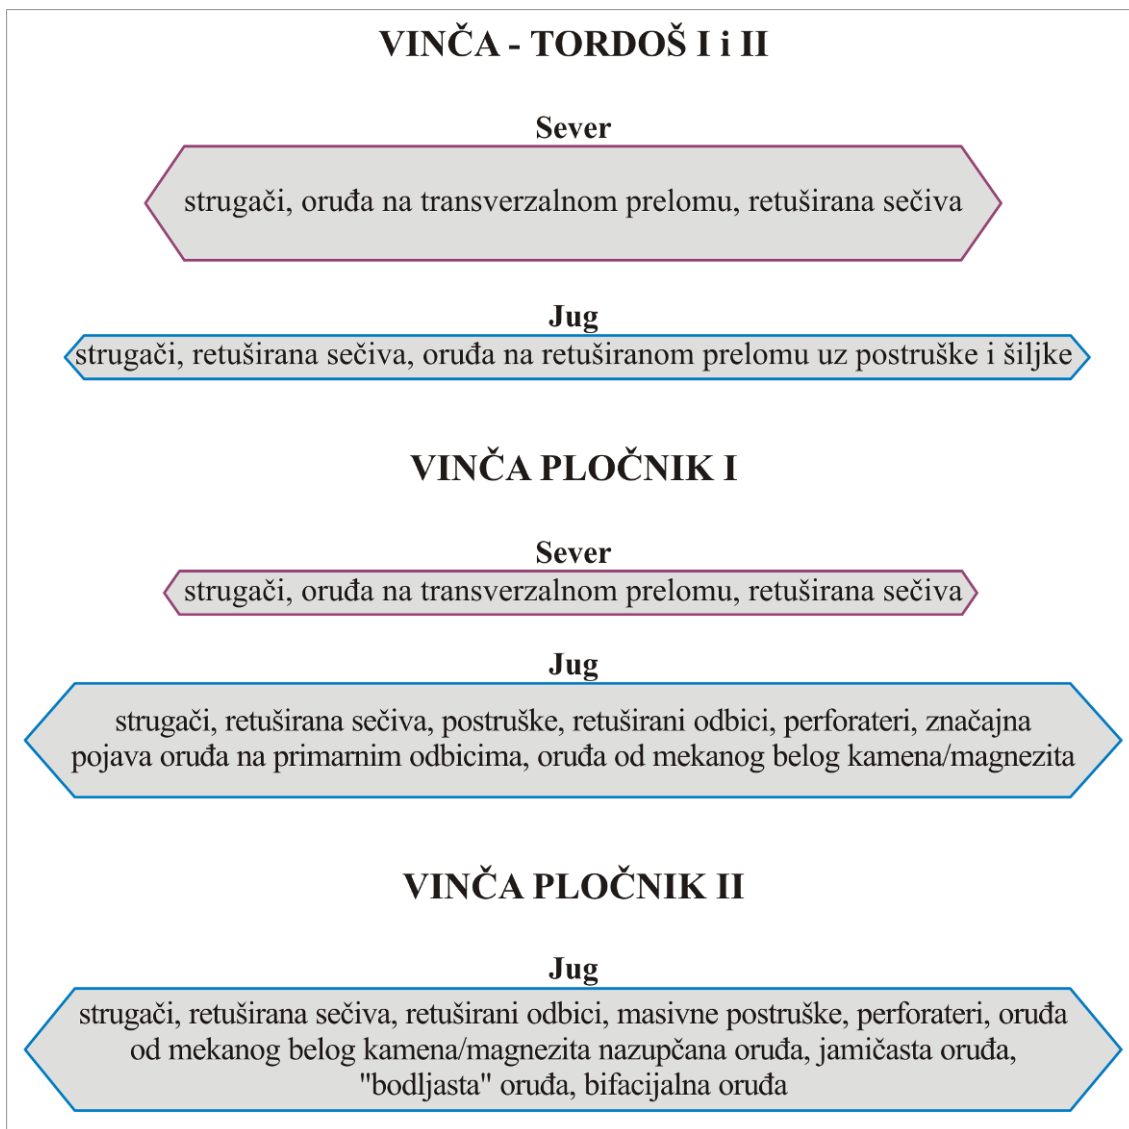 VINČA - TORDOŠ I i II
Sever
strugači, oruđa na transverzalnom prelomu, retuširana sečiva
Jug
strugači, retuširana sečiva, oruđa na retuširanom prelomu uz postruške i šiljke
VINČA PLOČNIK I
Sever
strugači, oruđa na transverzalnom prelomu, retuširana sečiva
Jug
strugači, retuširana sečiva, postruške, retuširani odbici, perforateri, značajna
pojava oruđa na primarnim odbicima, oruđa od mekanog belog kamena/magnezita
VINČA PLOČNIK II
Jug
strugači, retuširana sečiva, retuširani odbici, masivne postruške, perforateri, oruđa
od mekanog belog kamena/magnezita nazupčana oruđa, jamičasta oruđa,
"bodljasta" oruđa, bifacijalna oruđa